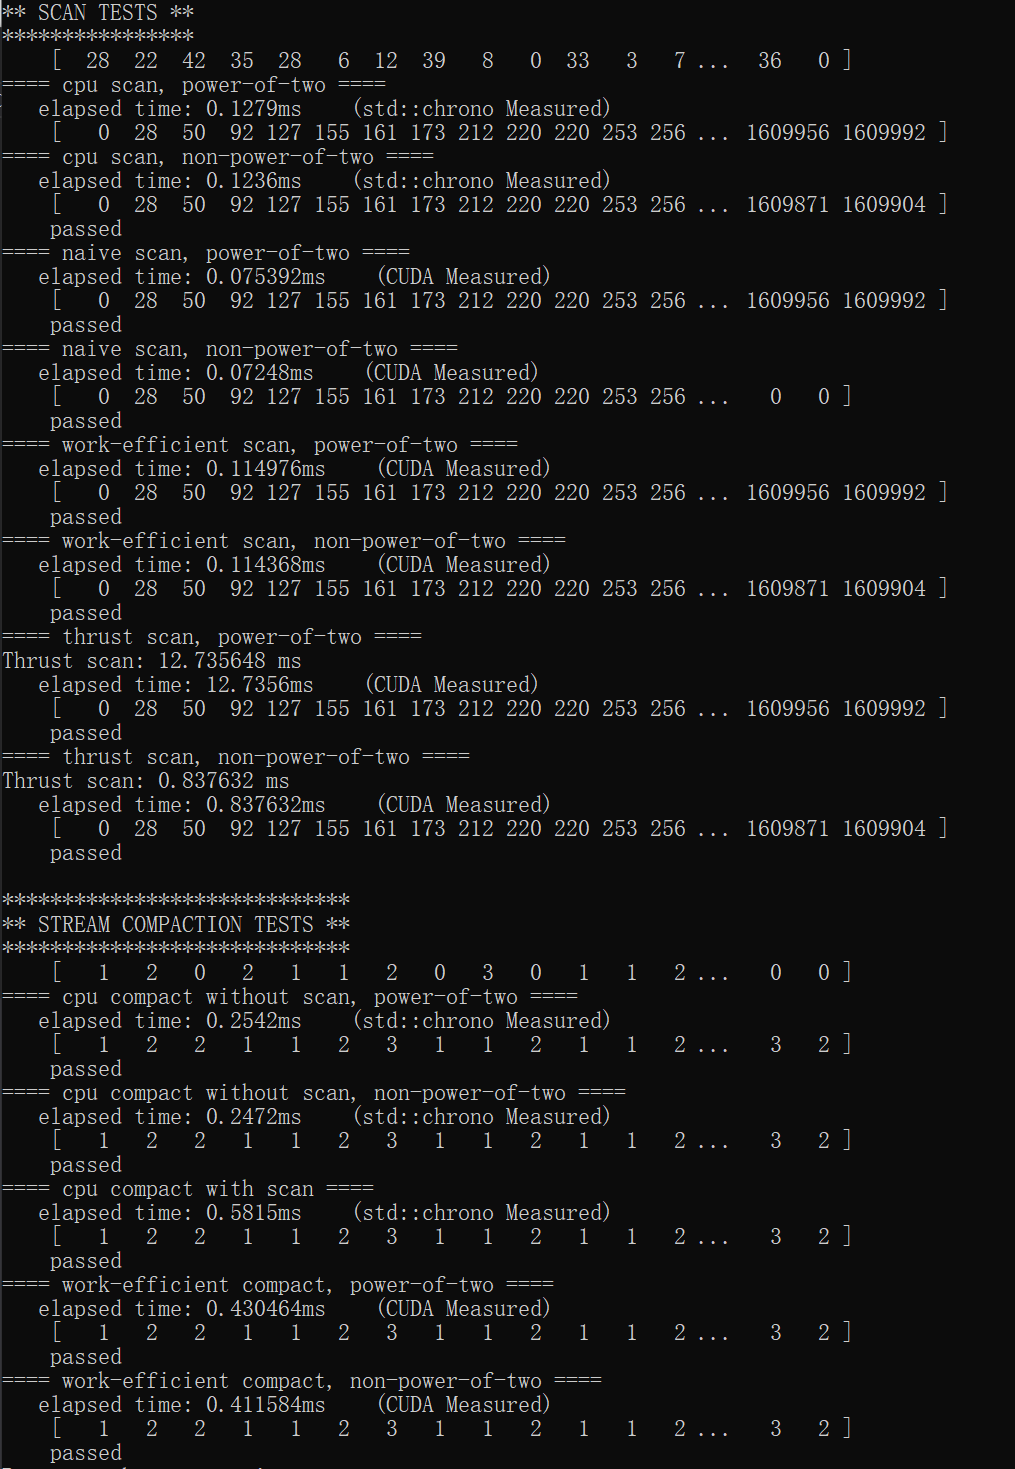 ** SCAN TESTS **
****************
    [  28  22  42  35  28   6  12  39   8   0  33   3   7 ...  36   0 ]
==== cpu scan, power-of-two ====
   elapsed time: 0.1279ms    (std::chrono Measured)
    [   0  28  50  92 127 155 161 173 212 220 220 253 256 ... 1609956 1609992 ]
==== cpu scan, non-power-of-two ====
   elapsed time: 0.1236ms    (std::chrono Measured)
    [   0  28  50  92 127 155 161 173 212 220 220 253 256 ... 1609871 1609904 ]
    passed
==== naive scan, power-of-two ====
   elapsed time: 0.075392ms    (CUDA Measured)
    [   0  28  50  92 127 155 161 173 212 220 220 253 256 ... 1609956 1609992 ]
    passed
==== naive scan, non-power-of-two ====
   elapsed time: 0.07248ms    (CUDA Measured)
    [   0  28  50  92 127 155 161 173 212 220 220 253 256 ...   0   0 ]
    passed
==== work-efficient scan, power-of-two ====
   elapsed time: 0.114976ms    (CUDA Measured)
    [   0  28  50  92 127 155 161 173 212 220 220 253 256 ... 1609956 1609992 ]
    passed
==== work-efficient scan, non-power-of-two ====
   elapsed time: 0.114368ms    (CUDA Measured)
    [   0  28  50  92 127 155 161 173 212 220 220 253 256 ... 1609871 1609904 ]
    passed
==== thrust scan, power-of-two ====
Thrust scan: 12.735648 ms
   elapsed time: 12.7356ms    (CUDA Measured)
    [   0  28  50  92 127 155 161 173 212 220 220 253 256 ... 1609956 1609992 ]
    passed
==== thrust scan, non-power-of-two ====
Thrust scan: 0.837632 ms
   elapsed time: 0.837632ms    (CUDA Measured)
    [   0  28  50  92 127 155 161 173 212 220 220 253 256 ... 1609871 1609904 ]
    passed

*****************************
** STREAM COMPACTION TESTS **
*****************************
    [   1   2   0   2   1   1   2   0   3   0   1   1   2 ...   0   0 ]
==== cpu compact without scan, power-of-two ====
   elapsed time: 0.2542ms    (std::chrono Measured)
    [   1   2   2   1   1   2   3   1   1   2   1   1   2 ...   3   2 ]
    passed
==== cpu compact without scan, non-power-of-two ====
   elapsed time: 0.2472ms    (std::chrono Measured)
    [   1   2   2   1   1   2   3   1   1   2   1   1   2 ...   3   2 ]
    passed
==== cpu compact with scan ====
   elapsed time: 0.5815ms    (std::chrono Measured)
    [   1   2   2   1   1   2   3   1   1   2   1   1   2 ...   3   2 ]
    passed
==== work-efficient compact, power-of-two ====
   elapsed time: 0.430464ms    (CUDA Measured)
    [   1   2   2   1   1   2   3   1   1   2   1   1   2 ...   3   2 ]
    passed
==== work-efficient compact, non-power-of-two ====
   elapsed time: 0.411584ms    (CUDA Measured)
    [   1   2   2   1   1   2   3   1   1   2   1   1   2 ...   3   2 ]
    passed